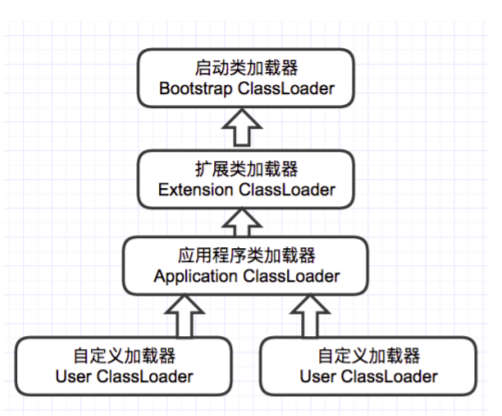 启动类加载器
Bootstrap ClassLoader
扩展类加载器
Extension ClassLoader
应用程序类加载器
Application ClassLoader
自定义加载器
User ClassLoader
自定义加载器
User ClassLoader